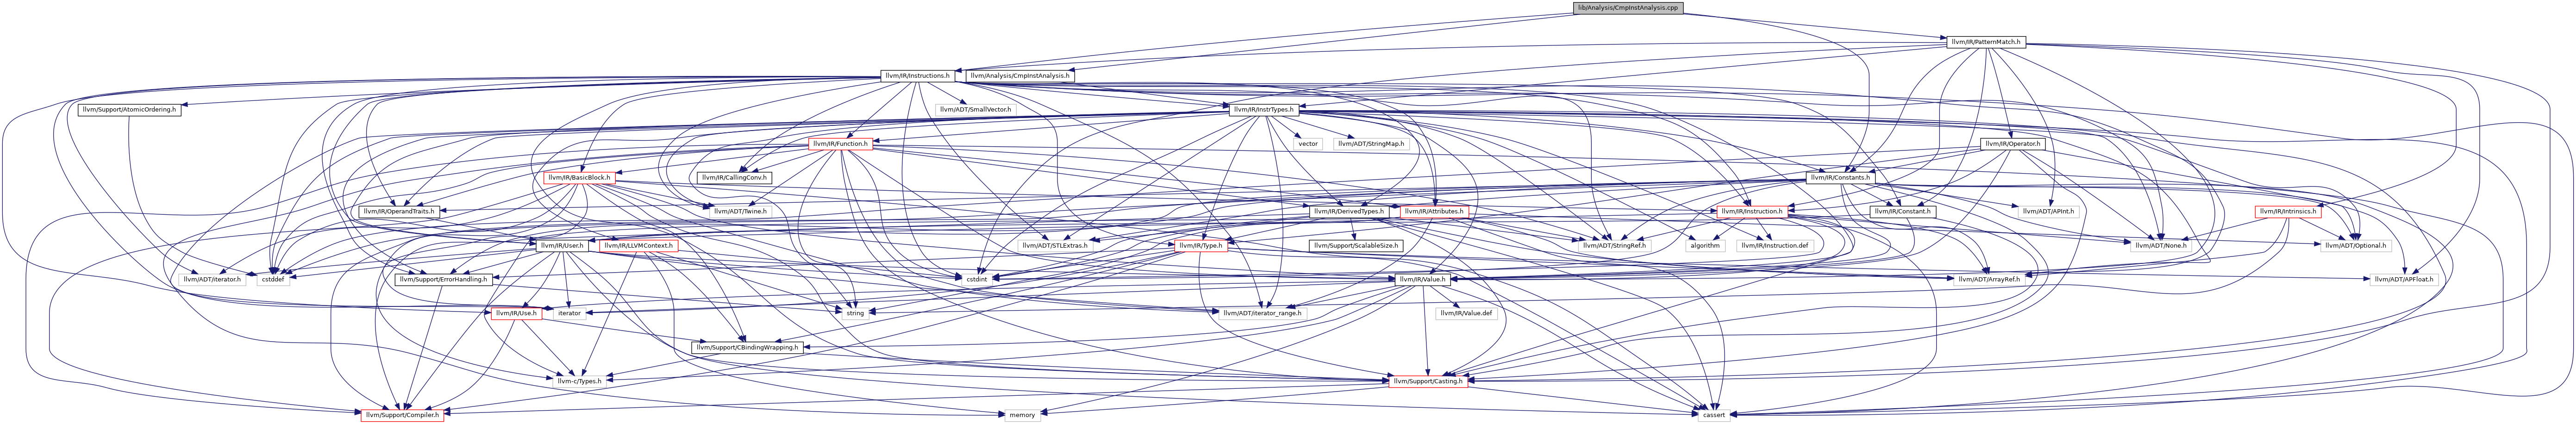 lib/Analysis/CmpInstAnalysis.cpp
llvm/IR/PatternMatch.h
llvm/IR/Instructions.h
llvm/Analysis/CmpInstAnalysis.h
llvm/Support/AtomicOrdering.h
llvm/ADT/SmallVector.h
llvm/IR/InstrTypes.h
llvm/IR/Function.h
vector
llvm/ADT/StringMap.h
llvm/IR/Operator.h
llvm/IR/BasicBlock.h
llvm/IR/CallingConv.h
llvm/IR/Constants.h
llvm/IR/OperandTraits.h
llvm/ADT/Twine.h
llvm/IR/DerivedTypes.h
llvm/IR/Attributes.h
llvm/IR/Instruction.h
llvm/IR/Constant.h
llvm/ADT/APInt.h
llvm/IR/Intrinsics.h
llvm/IR/User.h
llvm/IR/LLVMContext.h
llvm/ADT/STLExtras.h
llvm/IR/Type.h
llvm/Support/ScalableSize.h
llvm/ADT/StringRef.h
algorithm
llvm/IR/Instruction.def
llvm/ADT/None.h
llvm/ADT/Optional.h
llvm/ADT/iterator.h
cstddef
llvm/Support/ErrorHandling.h
cstdint
llvm/IR/Value.h
llvm/ADT/ArrayRef.h
llvm/ADT/APFloat.h
llvm/IR/Use.h
iterator
string
llvm/ADT/iterator_range.h
llvm/IR/Value.def
llvm/Support/CBindingWrapping.h
llvm-c/Types.h
llvm/Support/Casting.h
llvm/Support/Compiler.h
memory
cassert